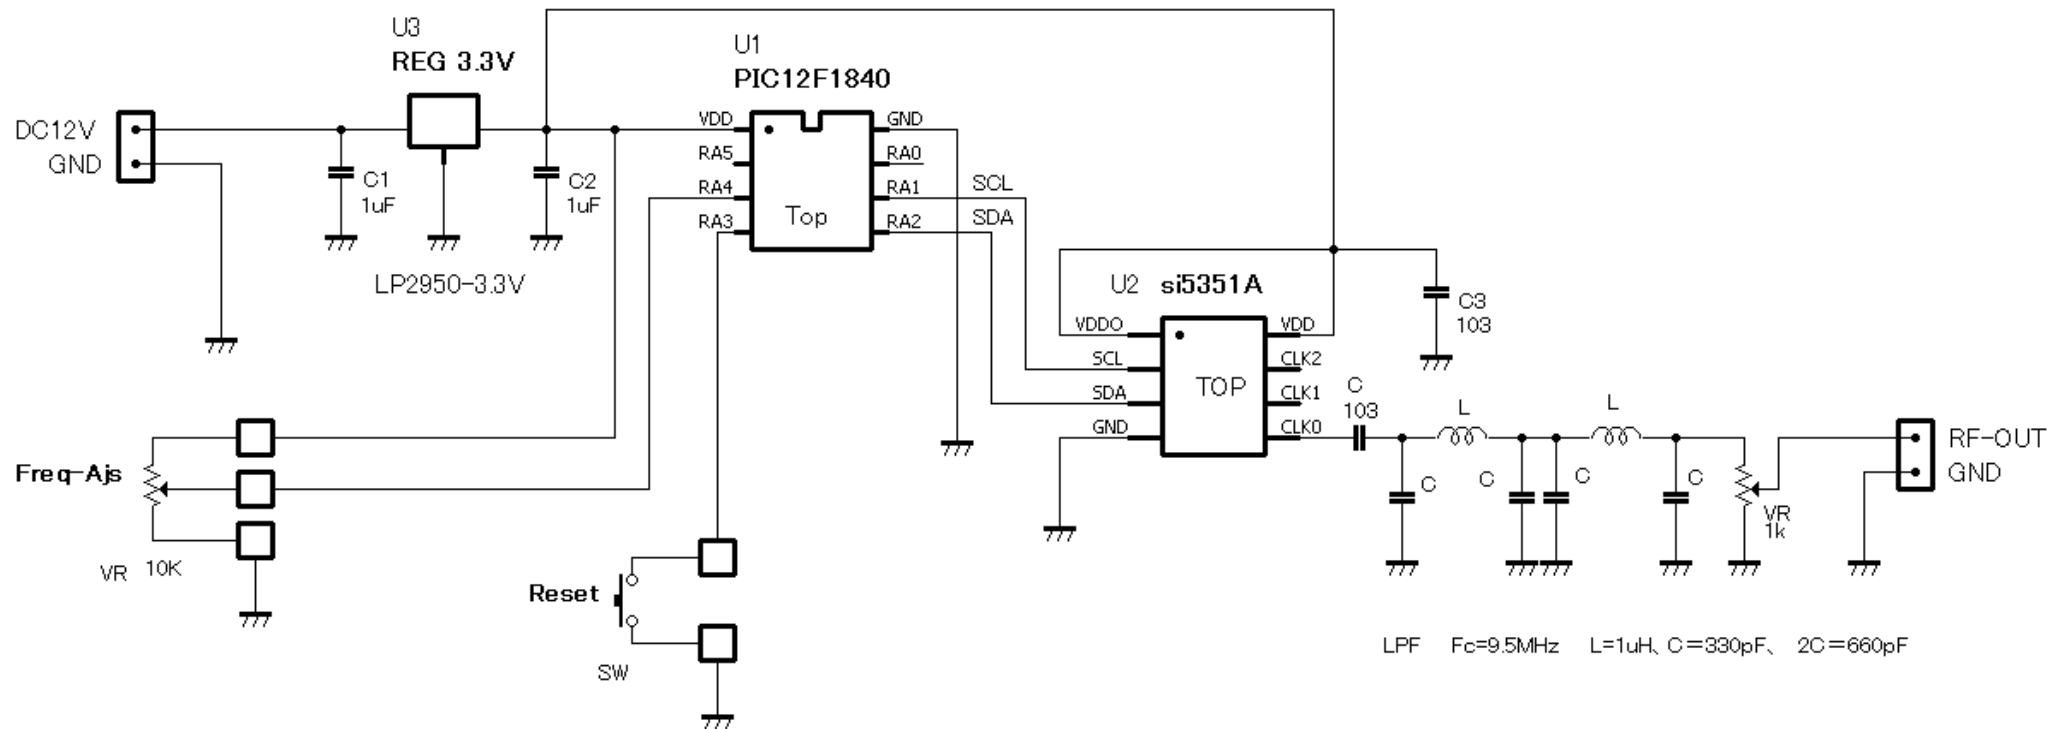 U3
REG 3.3V
U1
PIC12F1840
DC12V
GND
C1
1uF
C2
1uF
LP2950-3.3V
VDD
RA5
RA4
RA3
Top
GND
RA0
RA1
RA2
SCL
SDA
U2 si5351A
VDDO
SCL
SDA
GND
TOP
VDD
CLK2
CLK1
CLK0
C3
103
C
103
L
L
C
C
C
C
VR
1k
RF-OUT
GND
Freq-Ajs
VR 10K
Reset
SW
LPF Fc=9.5MHz L=1uH、C=330pF、 2C=660pF